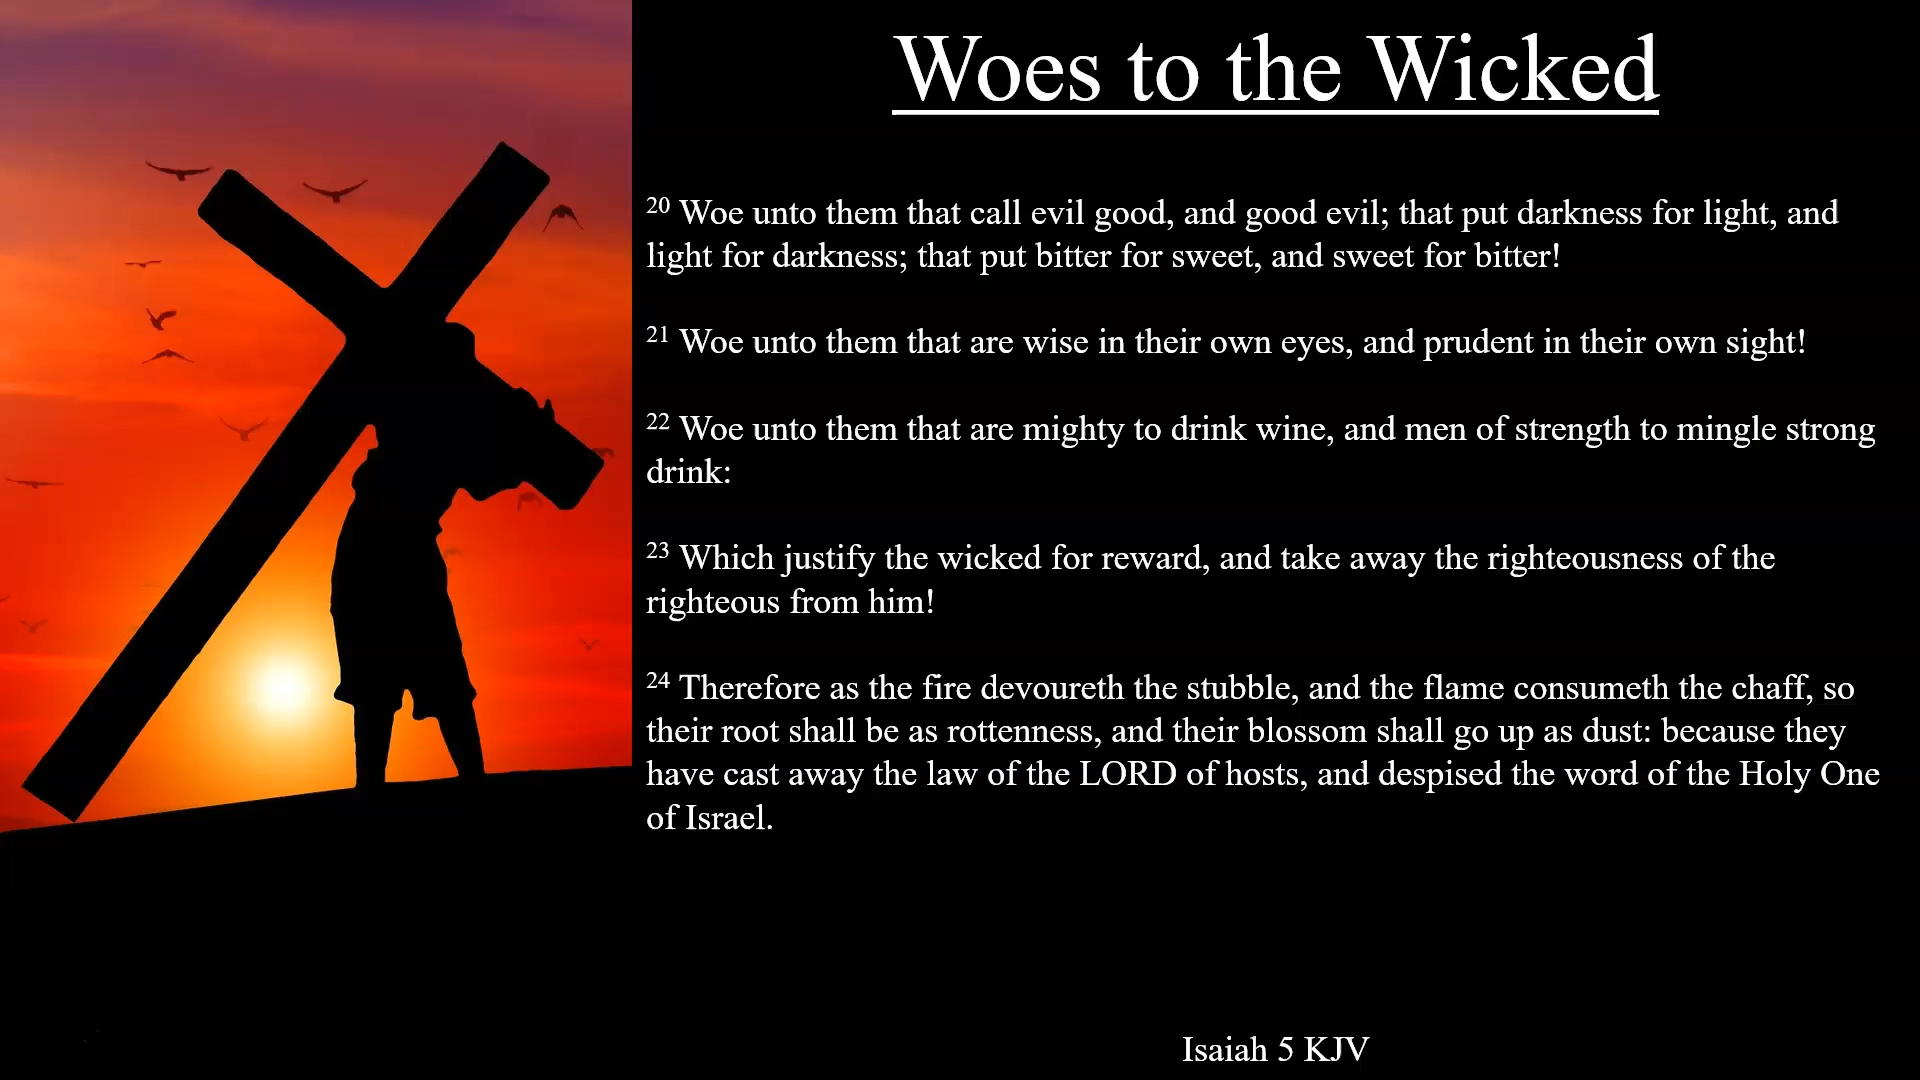 Woes to the Wicked
20 Woe unto them that call evil good, and good evil; that put darkness for light, and
light for darkness; that put bitter for sweet, and sweet for bitter!
21 Woe unto them that are wise in their own eyes, and prudent in their own sight!
22 Woe unto them that are mighty to drink wine, and men of strength to mingle strong
drink:
23 Which justify the wicked for reward, and take away the righteousness of the
righteous from him!
24 Therefore as the fire devoureth the stubble, and the flame consumeth the chaff, so
their root shall be as rottenness, and their blossom shall go up as dust: because they
have cast away the law of the LORD of hosts, and despised the word of the Holy One
of Israel.
Isaiah 5 KJV